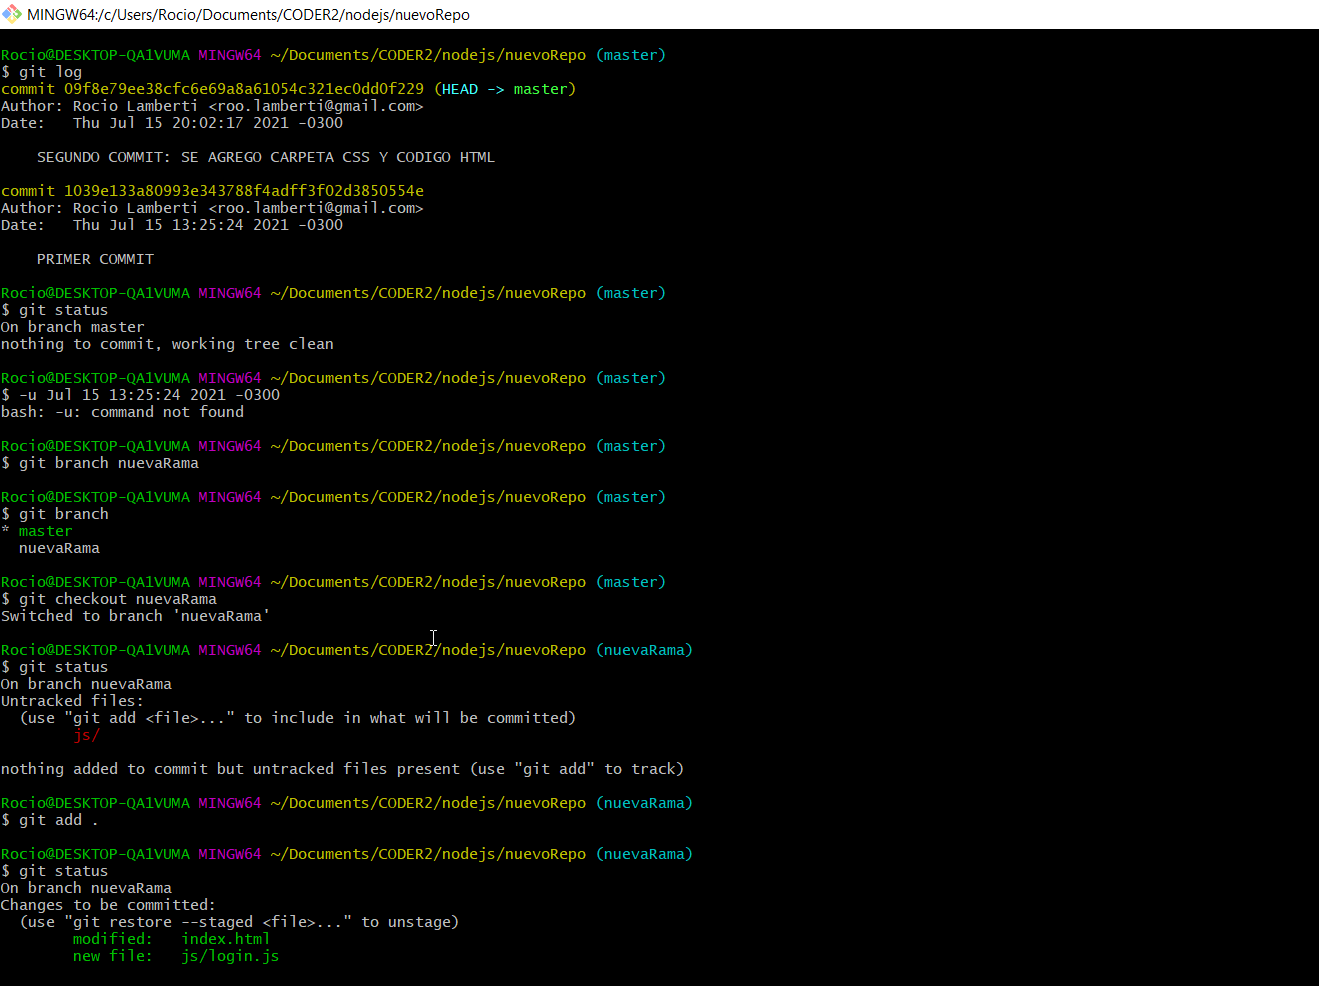 MINGW64:/c/Users/Rocio/Documents/CODER2/nodejs/nuevoRepo
Rocio@DESKTOP-QA1VUMA MINGW64 ~/Documents/CODER2/nodejs/nuevoRepo (master)
$ git log
commit 09f8e79ee38cfc6e69a8a61054c321ec0dd0f229 (HEAD -> master)
Author: Rocio Lamberti <roo.lamberti@gmail.com>
Date:   Thu Jul 15 20:02:17 2021 -0300
SEGUNDO COMMIT: SE AGREGO CARPETA CSS Y CODIGO HTML
commit 1039e133a80993e343788f4adff3f02d3850554e
Author: Rocio Lamberti <roo.lamberti@gmail.com>
Date:   Thu Jul 15 13:25:24 2021 -0300
PRIMER COMMIT
Rocio@DESKTOP-QA1VUMA MINGW64 ~/Documents/CODER2/nodejs/nuevoRepo (master)
$ git status
On branch master
nothing to commit, working tree clean
Rocio@DESKTOP-QA1VUMA MINGW64 ~/Documents/CODER2/nodejs/nuevoRepo (master)
$ -u Jul 15 13:25:24 2021 -0300
bash: -u: command not found
Rocio@DESKTOP-QA1VUMA MINGW64 ~/Documents/CODER2/nodejs/nuevoRepo (master)
$ git branch nuevaRama
Rocio@DESKTOP-QA1VUMA MINGW64 ~/Documents/CODER2/nodejs/nuevoRepo (master)
$ git branch
* master
nuevaRama
Rocio@DESKTOP-QA1VUMA MINGW64 ~/Documents/CODER2/nodejs/nuevoRepo (master)
$ git checkout nuevaRama
Switched to branch 'nuevaRama'
Rocio@DESKTOP-QA1VUMA MINGW64 ~/Documents/CODER2/nodejs/nuevoRepo (nuevaRama)
$ git status
On branch nuevaRama
Untracked files:
(use "git add <file>..." to include in what will be committed)
js/
nothing added to commit but untracked files present (use "git add" to track)
Rocio@DESKTOP-QA1VUMA MINGW64 ~/Documents/CODER2/nodejs/nuevoRepo (nuevaRama)
$ git add .
Rocio@DESKTOP-QA1VUMA MINGW64 ~/Documents/CODER2/nodejs/nuevoRepo (nuevaRama)
$ git status
On branch nuevaRama
Changes to be committed:
(use "git restore --staged <file>..." to unstage)
modified:   index.html
new file:   js/login.js